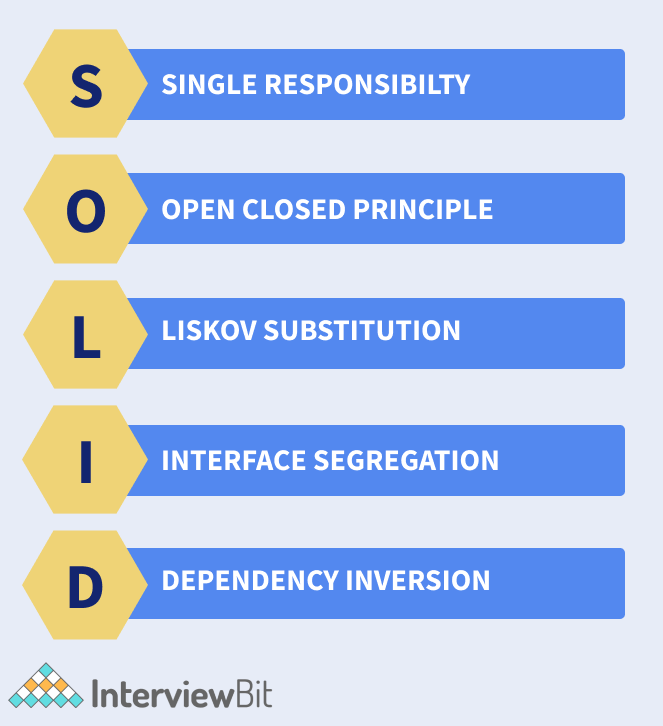 S
SINGLE RESPONSIBILTY
O
OPEN CLOSED PRINCIPLE
L
LISKOV SUBSTITUTION
I
INTERFACE SEGREGATION
D
DEPENDENCY INVERSION
InterviewBit